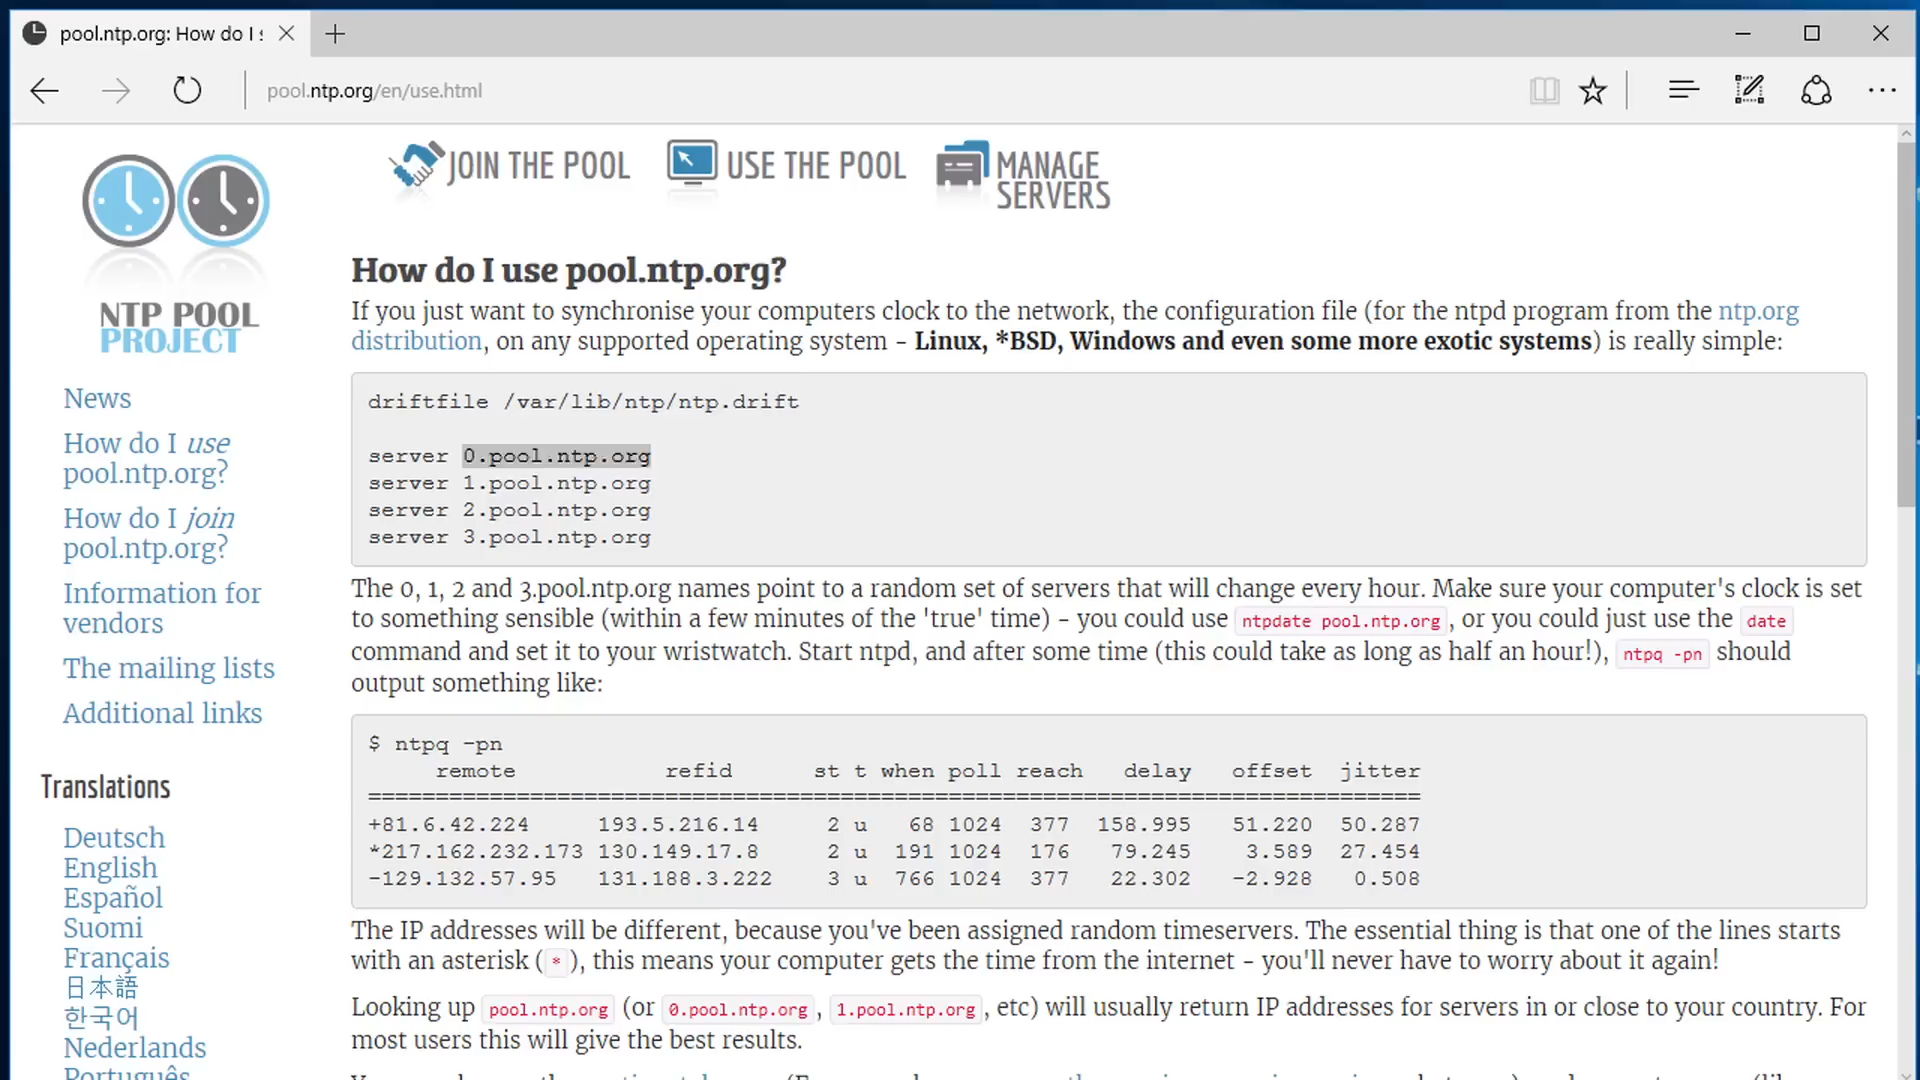 pool.ntp.org: How do I s
pool.ntp.org/en/use.html
JOIN THE POOL
USE THE POOL
MANAGE
SERVERS
NTP POOL
PROJECT
News
How do I use
pool.ntp.org?
How do I join
pool.ntp.org?
Information for
vendors
The mailing lists
Additional links
Translations
Deutsch
English
Español
Suomi
Français
日本語
한국어
Nederlands
Português
How do I use pool.ntp.org?
If you just want to synchronise your computers clock to the network, the configuration file (for the ntpd program from the ntp.org
distribution, on any supported operating system - Linux, *BSD, Windows and even some more exotic systems) is really simple:
driftfile /var/lib/ntp/ntp.drift
server 0.pool.ntp.org
server 1.pool.ntp.org
server 2.pool.ntp.org
server 3.pool.ntp.org
The 0, 1, 2 and 3.pool.ntp.org names point to a random set of servers that will change every hour. Make sure your computer's clock is set
to something sensible (within a few minutes of the 'true' time) - you could use ntpdate pool.ntp.org, or you could just use the date
command and set it to your wristwatch. Start ntpd, and after some time (this could take as long as half an hour!), ntpq -pn should
output something like:
$ ntpq -pn
remote refid st t when poll reach delay offset jitter
==============================================================================
+81.6.42.224 193.5.216.14 2 u 68 1024 377 158.995 51.220 50.287
*217.162.232.173 130.149.17.8 2 u 191 1024 176 79.245 3.589 27.454
-129.132.57.95 131.188.3.222 3 u 766 1024 377 22.302 -2.928 0.508
The IP addresses will be different, because you've been assigned random timeservers. The essential thing is that one of the lines starts
with an asterisk (*), this means your computer gets the time from the internet - you'll never have to worry about it again!
Looking up pool.ntp.org (or 0.pool.ntp.org, 1.pool.ntp.org, etc) will usually return IP addresses for servers in or close to your country. For
most users this will give the best results.